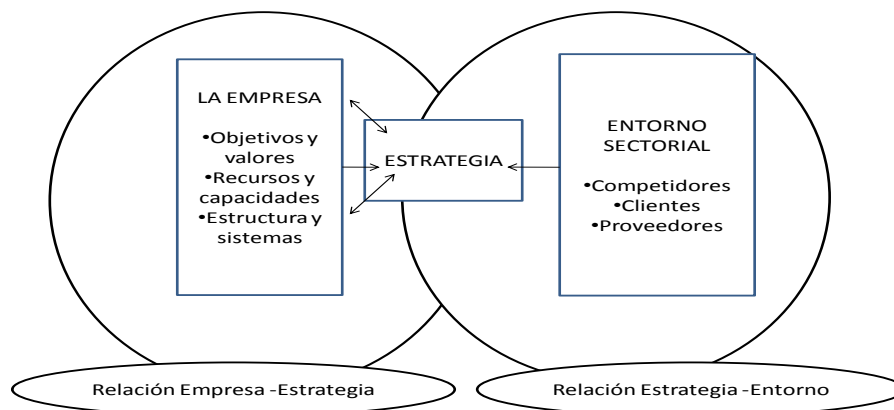 LA EMPRESA
•Objetivos y
valores
•Recursos y
capacidades
•Estructura y
sistemas
ESTRATEGIA
ENTORNO
SECTORIAL
•Competidores
•Clientes
•Proveedores
Relación Empresa -Estrategia
Relación Estrategia -Entorno